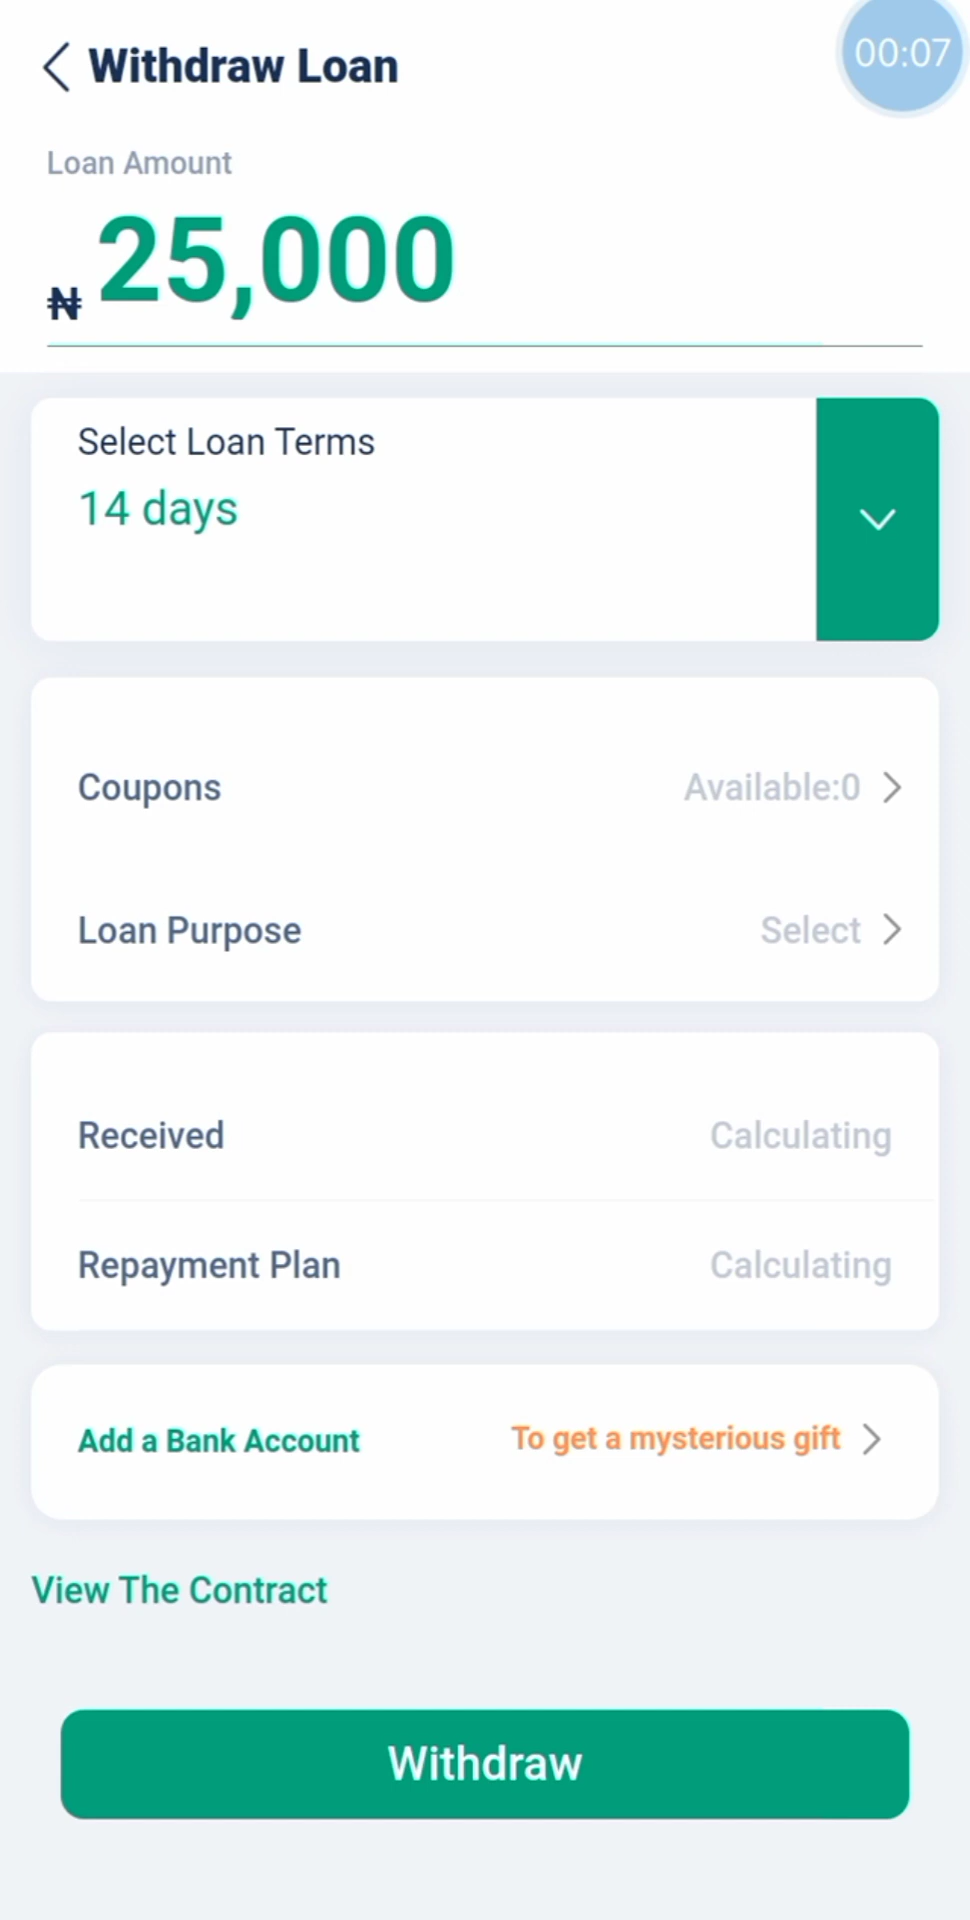 Withdraw Loan
00:07
Loan Amount
₦ 25,000
Select Loan Terms
14 days
Coupons Available:0
Loan Purpose Select
Received Calculating
Repayment Plan Calculating
Add a Bank Account To get a mysterious gift
View The Contract
Withdraw